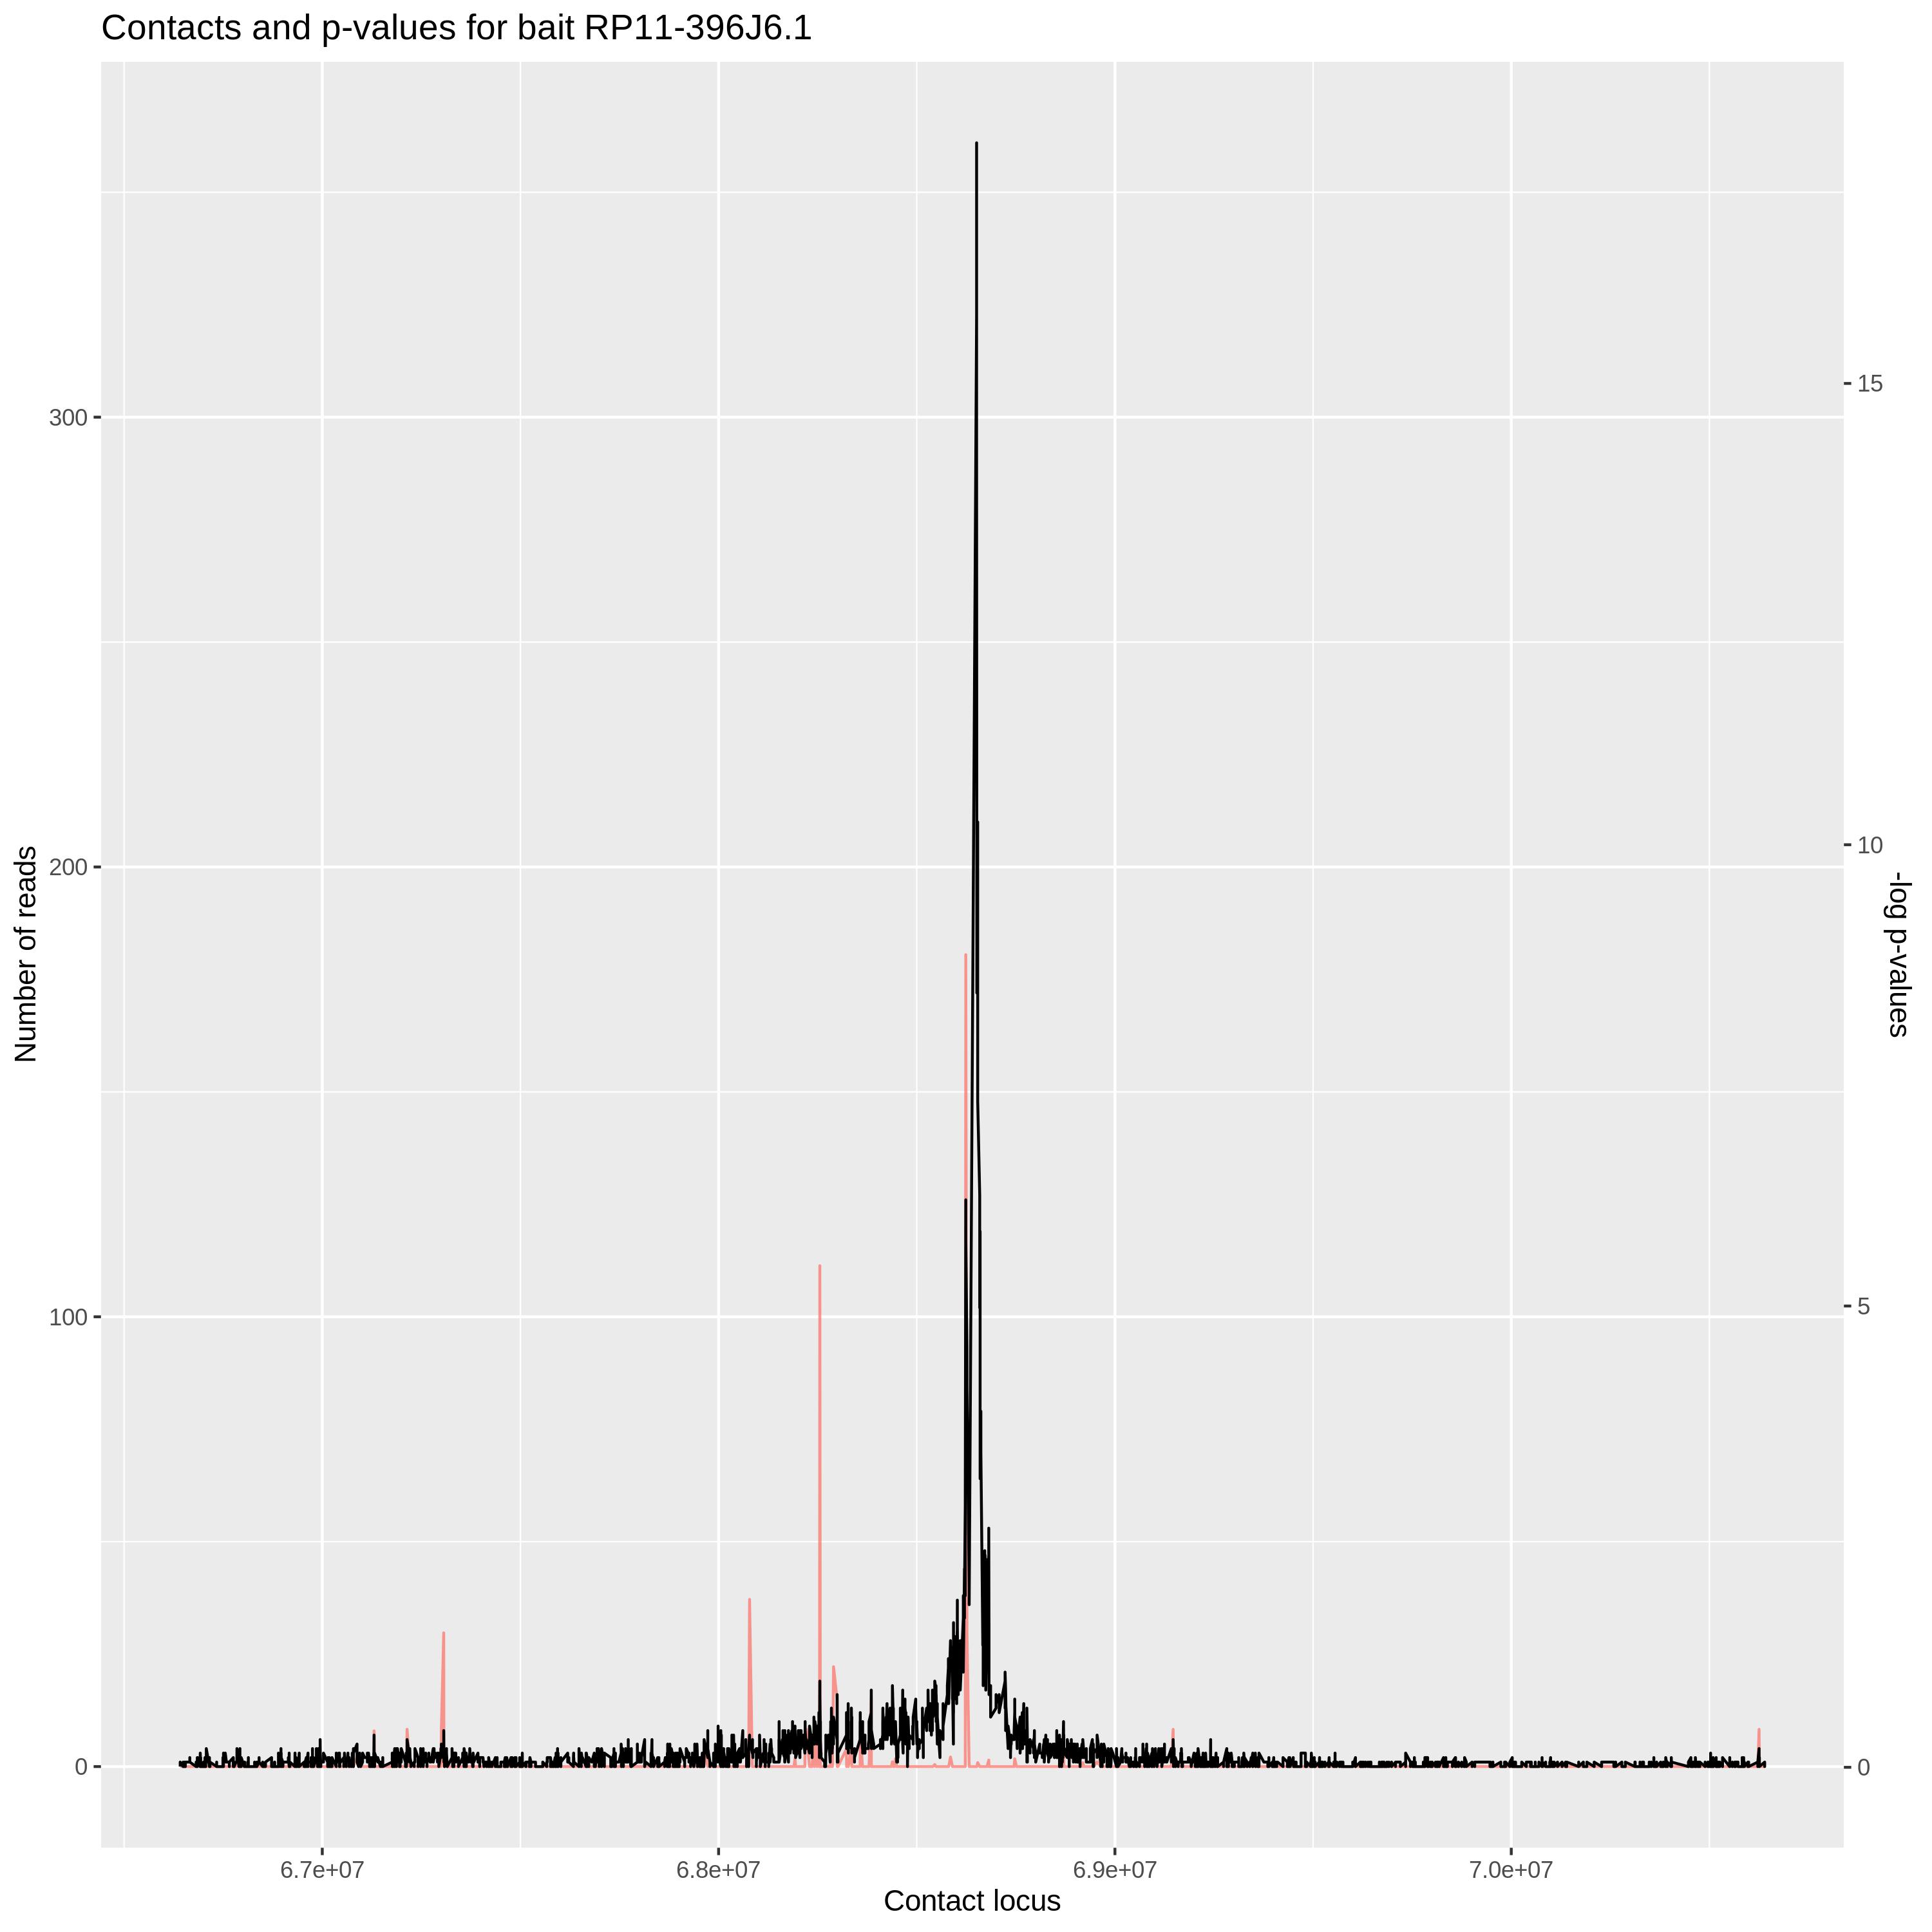 Contacts and p-values for bait RP11-396J6.1
300
200
100
0
Number of reads
15
10
5
0
-log p-values
6.7e+07
6.8e+07
6.9e+07
7.0e+07
Contact locus